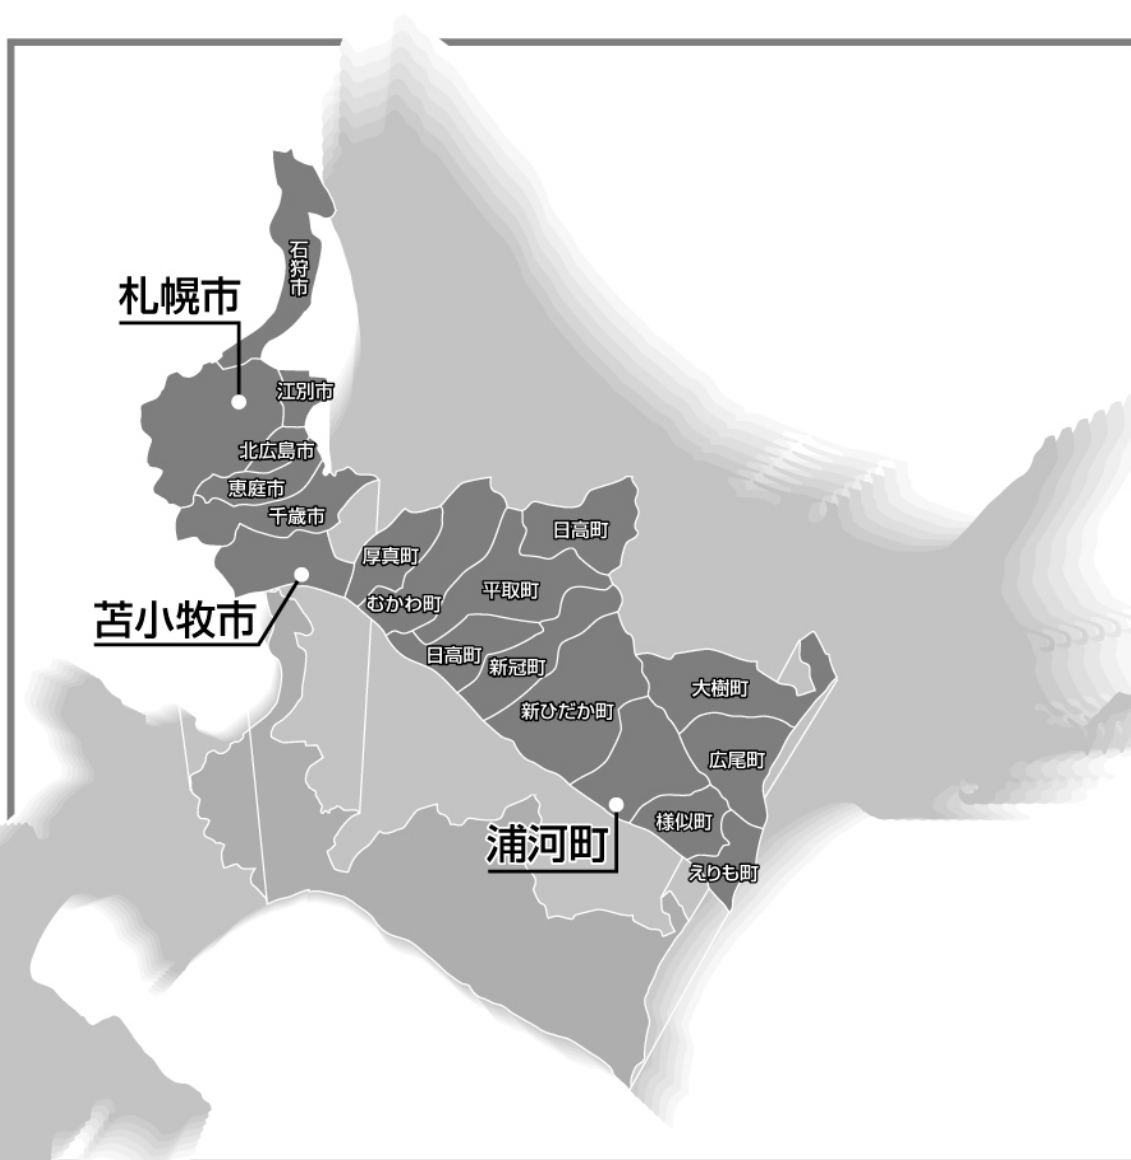 石狩市
札幌市
江別市
北広島市
恵庭市
千歳市
日高町
厚真町
平取町
むかわ町
苫小牧市
日高町
新冠町
大樹町
新ひだか町
広尾町
様似町
浦河町
えりも町